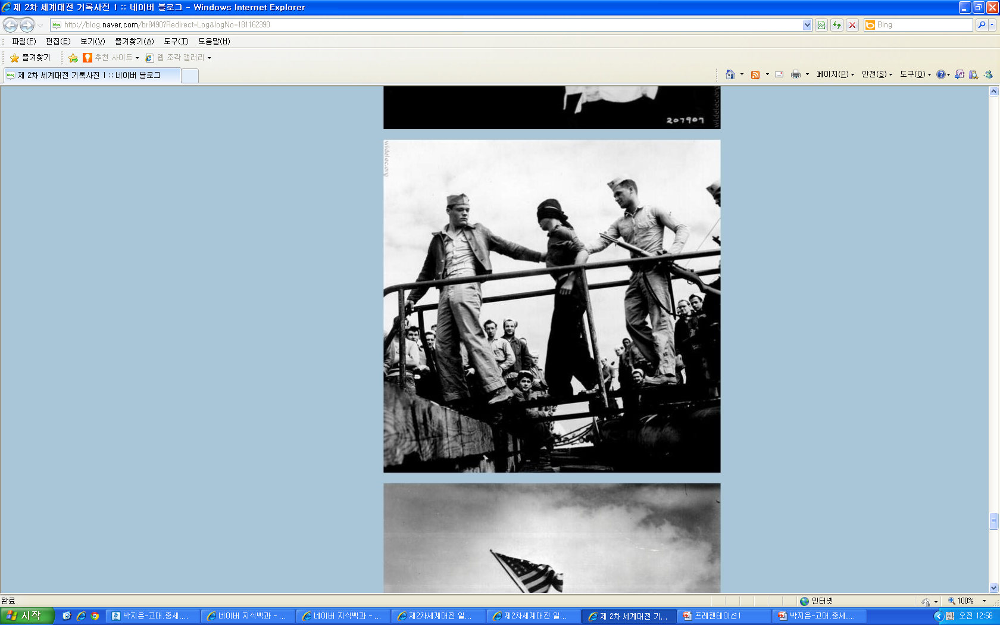 제 2차 세계대전 기록사진 1 :: 네이버 블로그 - Windows Internet Explorer
http://blog.naver.com/br8490?Redirect=Log&logNo=181162390
Bing
파일(F) 편집(E) 보기(V) 즐겨찾기(A) 도구(T) 도움말(H)
즐겨찾기 추천 사이트 웹 조각 갤러리
blog 제 2차 세계대전 기록사진 1 :: 네이버 블로그
페이지(P) 안전(S) 도구(O)
widelec.org
207907
widelec.org
완료
인터넷
100%
시작
박지은-고대,중세,...
네이버 지식백과 - ...
네이버 지식백과 - ...
제2차세계대전 일...
제2차세계대전 일...
제 2차 세계대전 기...
프레젠테이션1
박지은-고대,중세,...
한
오전 12:58